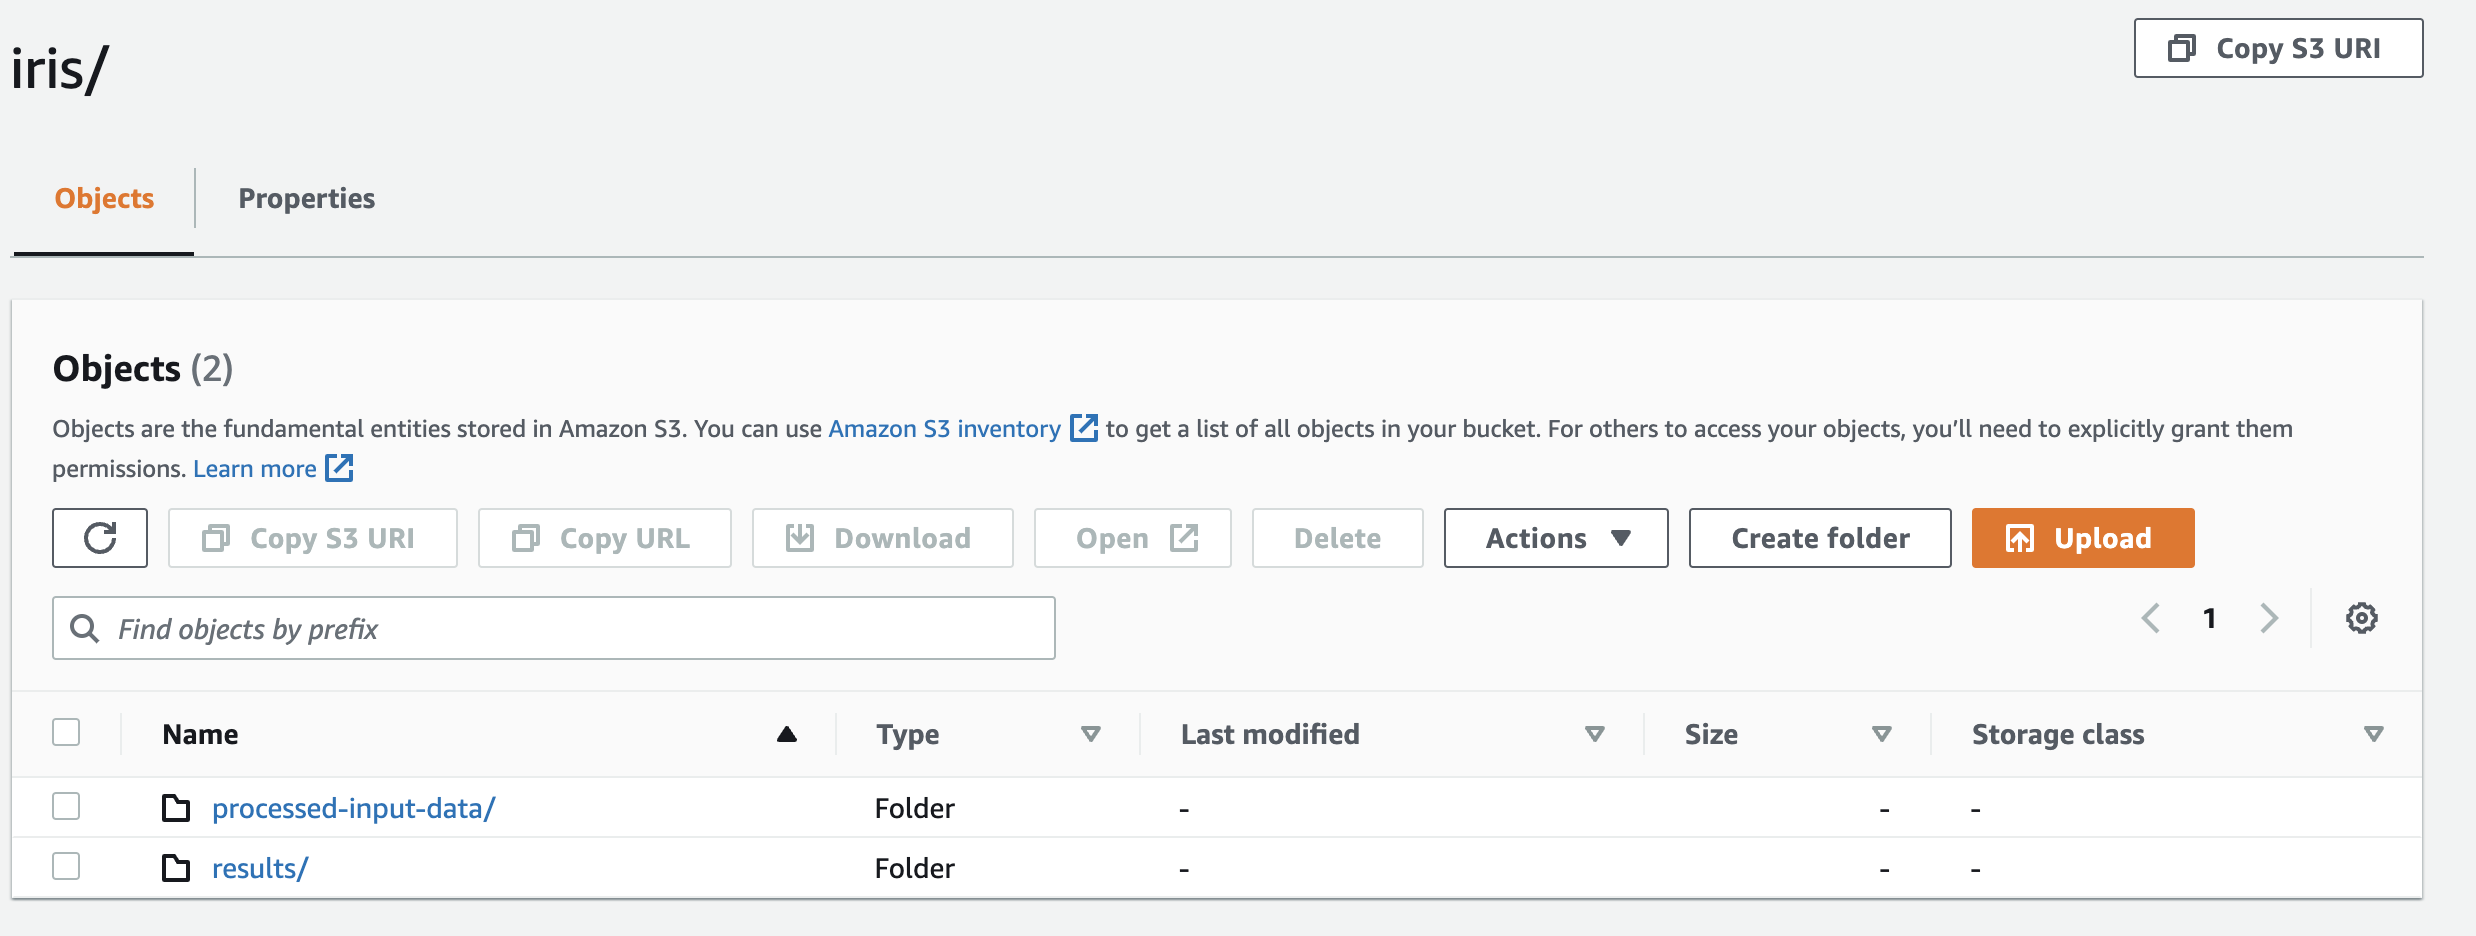 iris/
Copy S3 URI
Objects
Properties
Objects (2)
Objects are the fundamental entities stored in Amazon S3. You can use Amazon S3 inventory to get a list of all objects in your bucket. For others to access your objects, you’ll need to explicitly grant them
permissions. Learn more
Copy S3 URI Copy URL Download Open Delete Actions Create folder Upload
Find objects by prefix
1
Name Type Last modified Size Storage class
processed-input-data/ Folder - - -
results/ Folder - - -